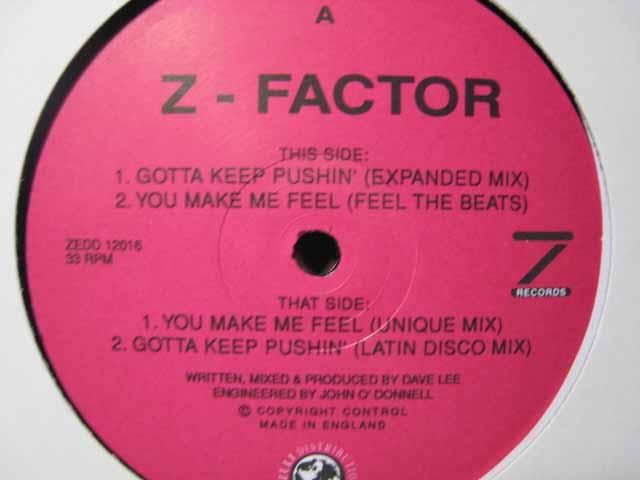 A
Z - FACTOR
THIS SIDE:
1. GOTTA KEEP PUSHIN' (EXPANDED MIX)
2. YOU MAKE ME FEEL (FEEL THE BEATS)
ZEDD 12016
33 RPM
Z
RECORDS
THAT SIDE:
1. YOU MAKE ME FEEL (UNIQUE MIX)
2. GOTTA KEEP PUSHIN' (LATIN DISCO MIX)
WRITTEN, MIXED & PRODUCED BY DAVE LEE
ENGINEERED BY JOHN O' DONNELL
© COPYRIGHT CONTROL
MADE IN ENGLAND